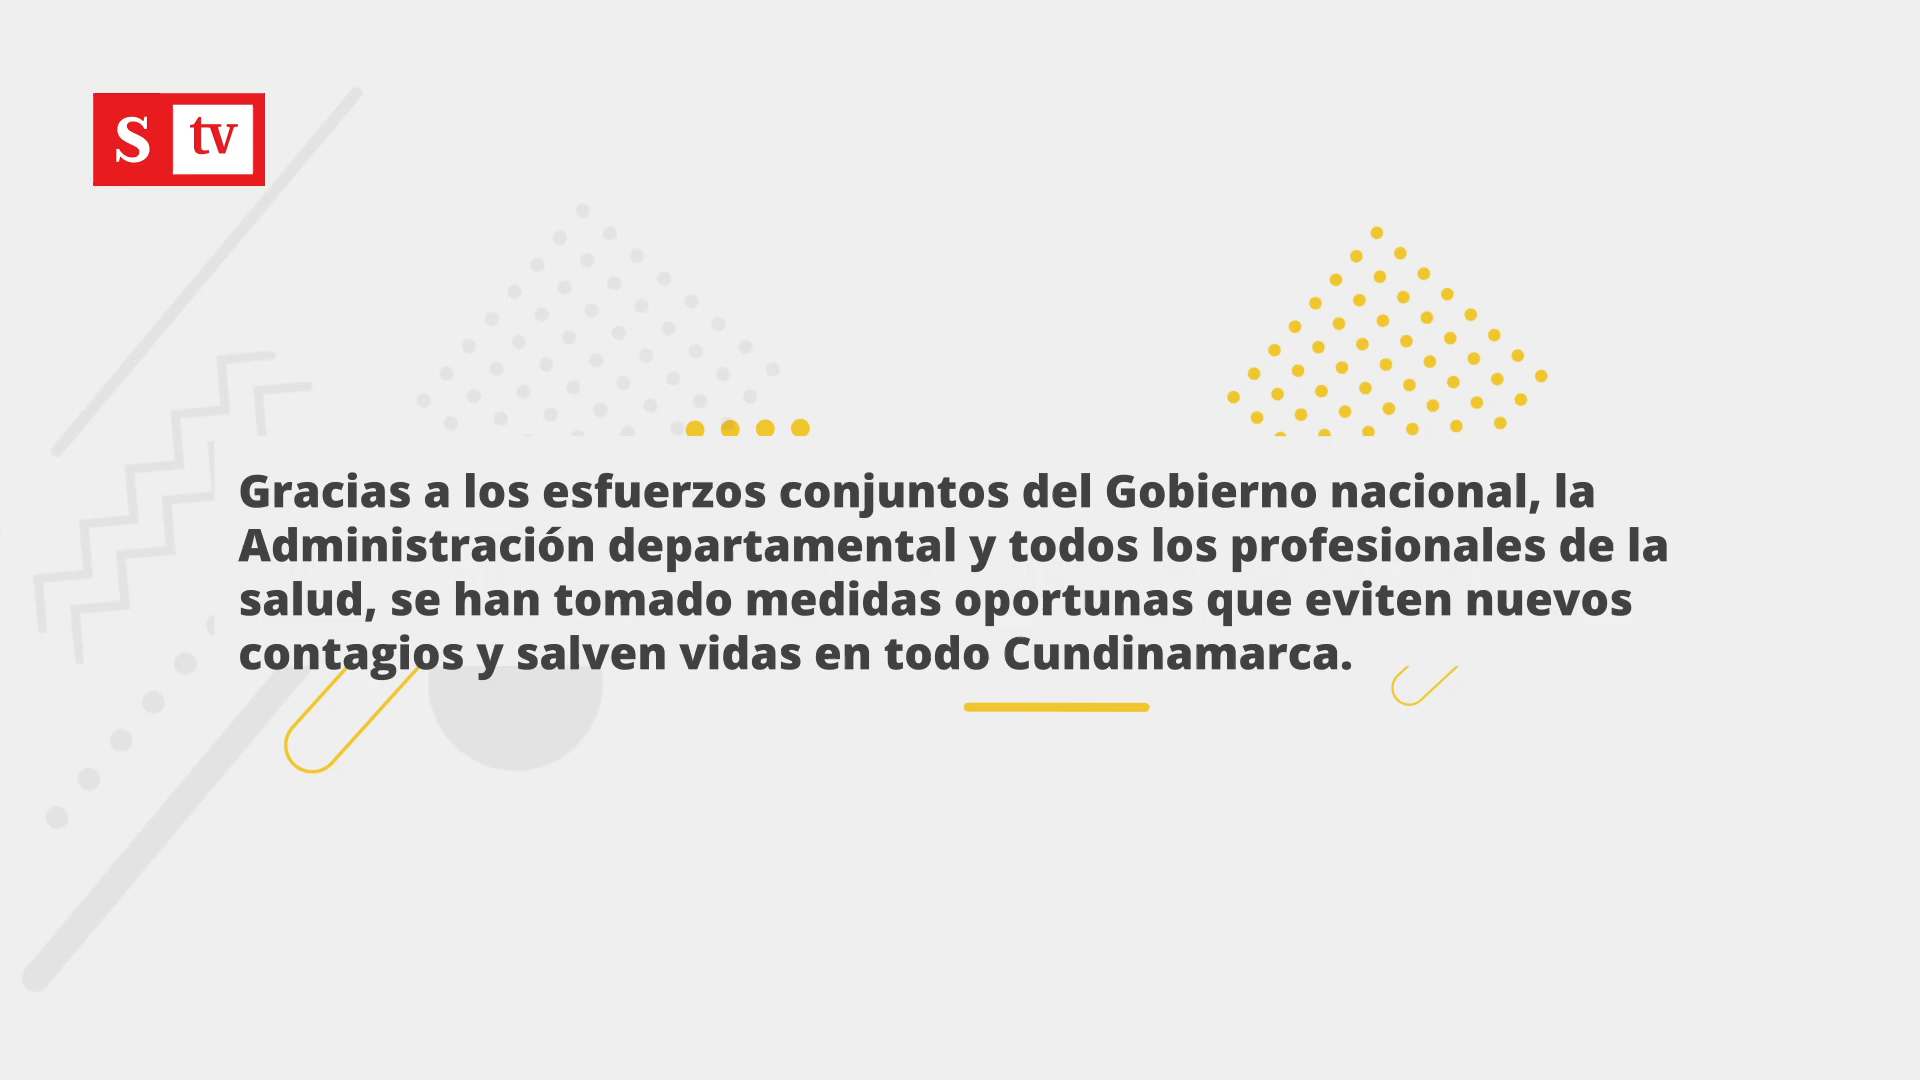 S tv
Gracias a los esfuerzos conjuntos del Gobierno nacional, la
Administración departamental y todos los profesionales de la
salud, se han tomado medidas oportunas que eviten nuevos
contagios y salven vidas en todo Cundinamarca.